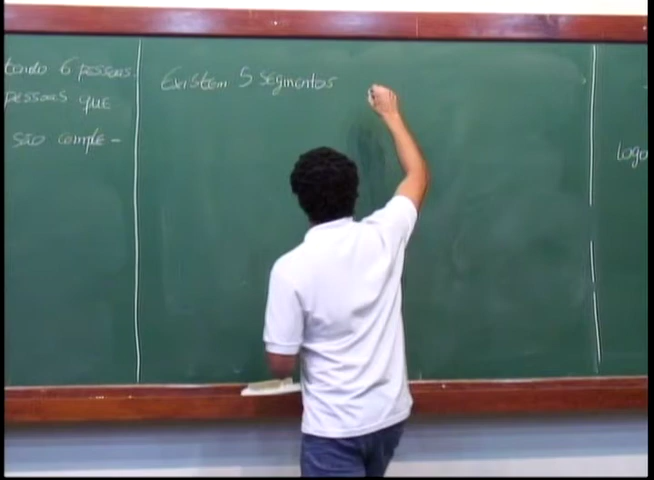 tando 6 pessoas.
pessoas que
são comple-
Existem 5 segmentos
logo